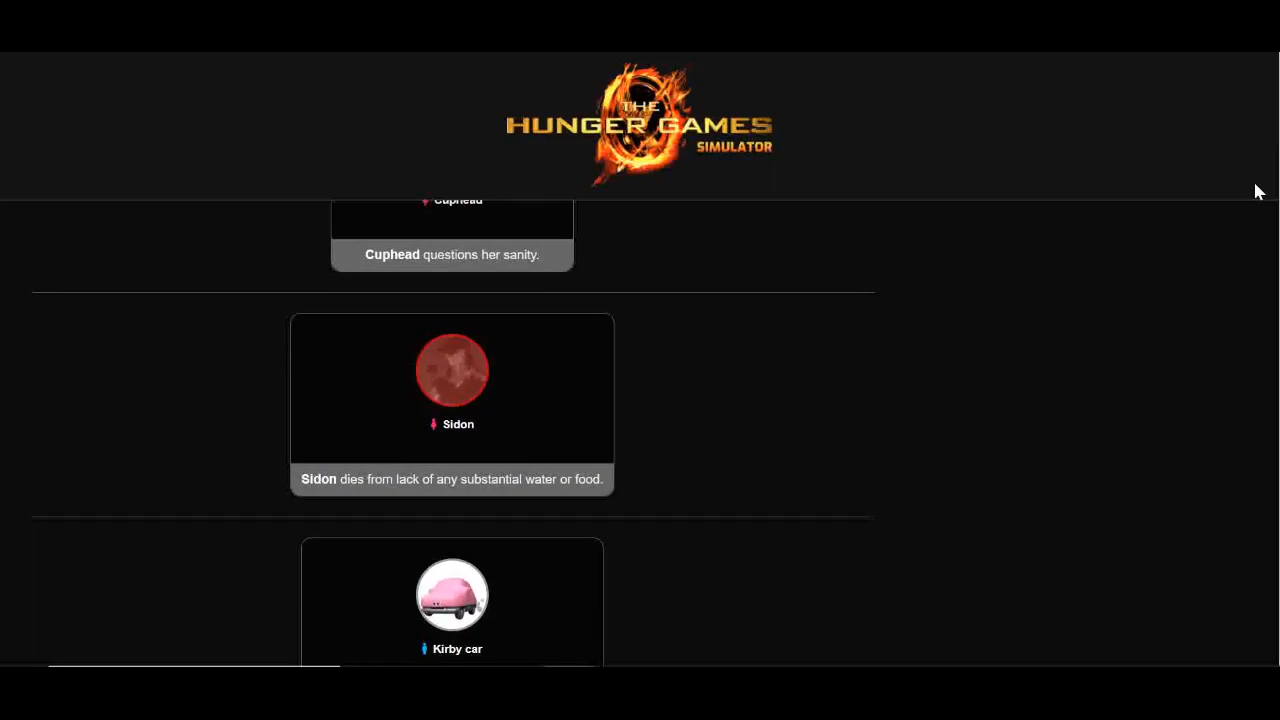 THE
HUNGER GAMES
SIMULATOR
Cuphead
Cuphead questions her sanity.
Sidon
Sidon dies from lack of any substantial water or food.
Kirby car